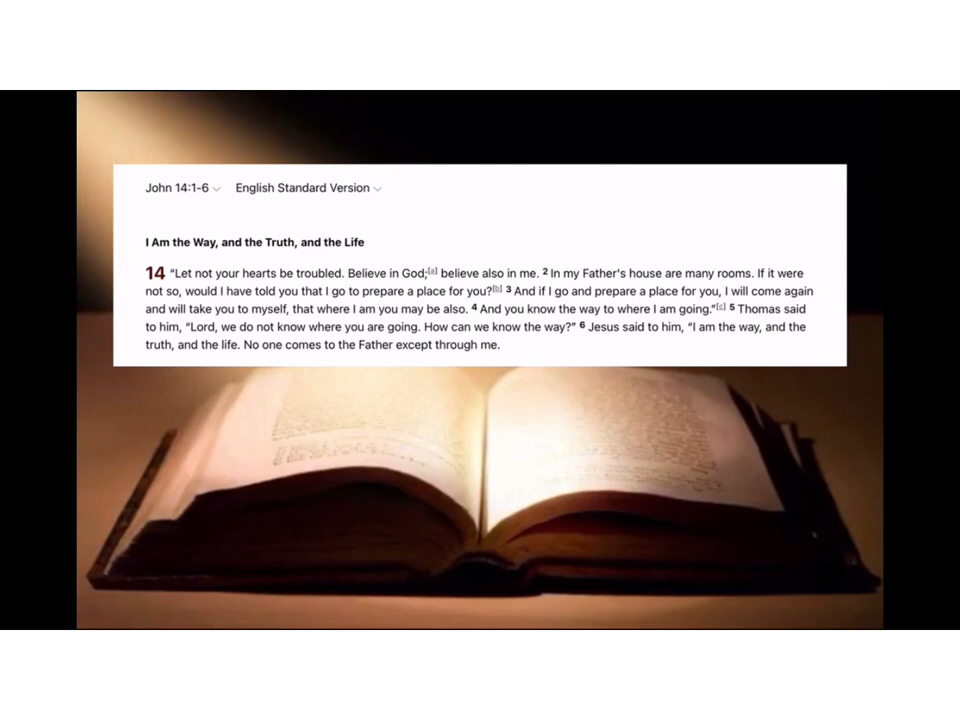 John 14:1-6 English Standard Version
I Am the Way, and the Truth, and the Life
14 “Let not your hearts be troubled. Believe in God;[a] believe also in me. 2 In my Father's house are many rooms. If it were
not so, would I have told you that I go to prepare a place for you?[b] 3 And if I go and prepare a place for you, I will come again
and will take you to myself, that where I am you may be also. 4 And you know the way to where I am going.”[c] 5 Thomas said
to him, “Lord, we do not know where you are going. How can we know the way?” 6 Jesus said to him, “I am the way, and the
truth, and the life. No one comes to the Father except through me.